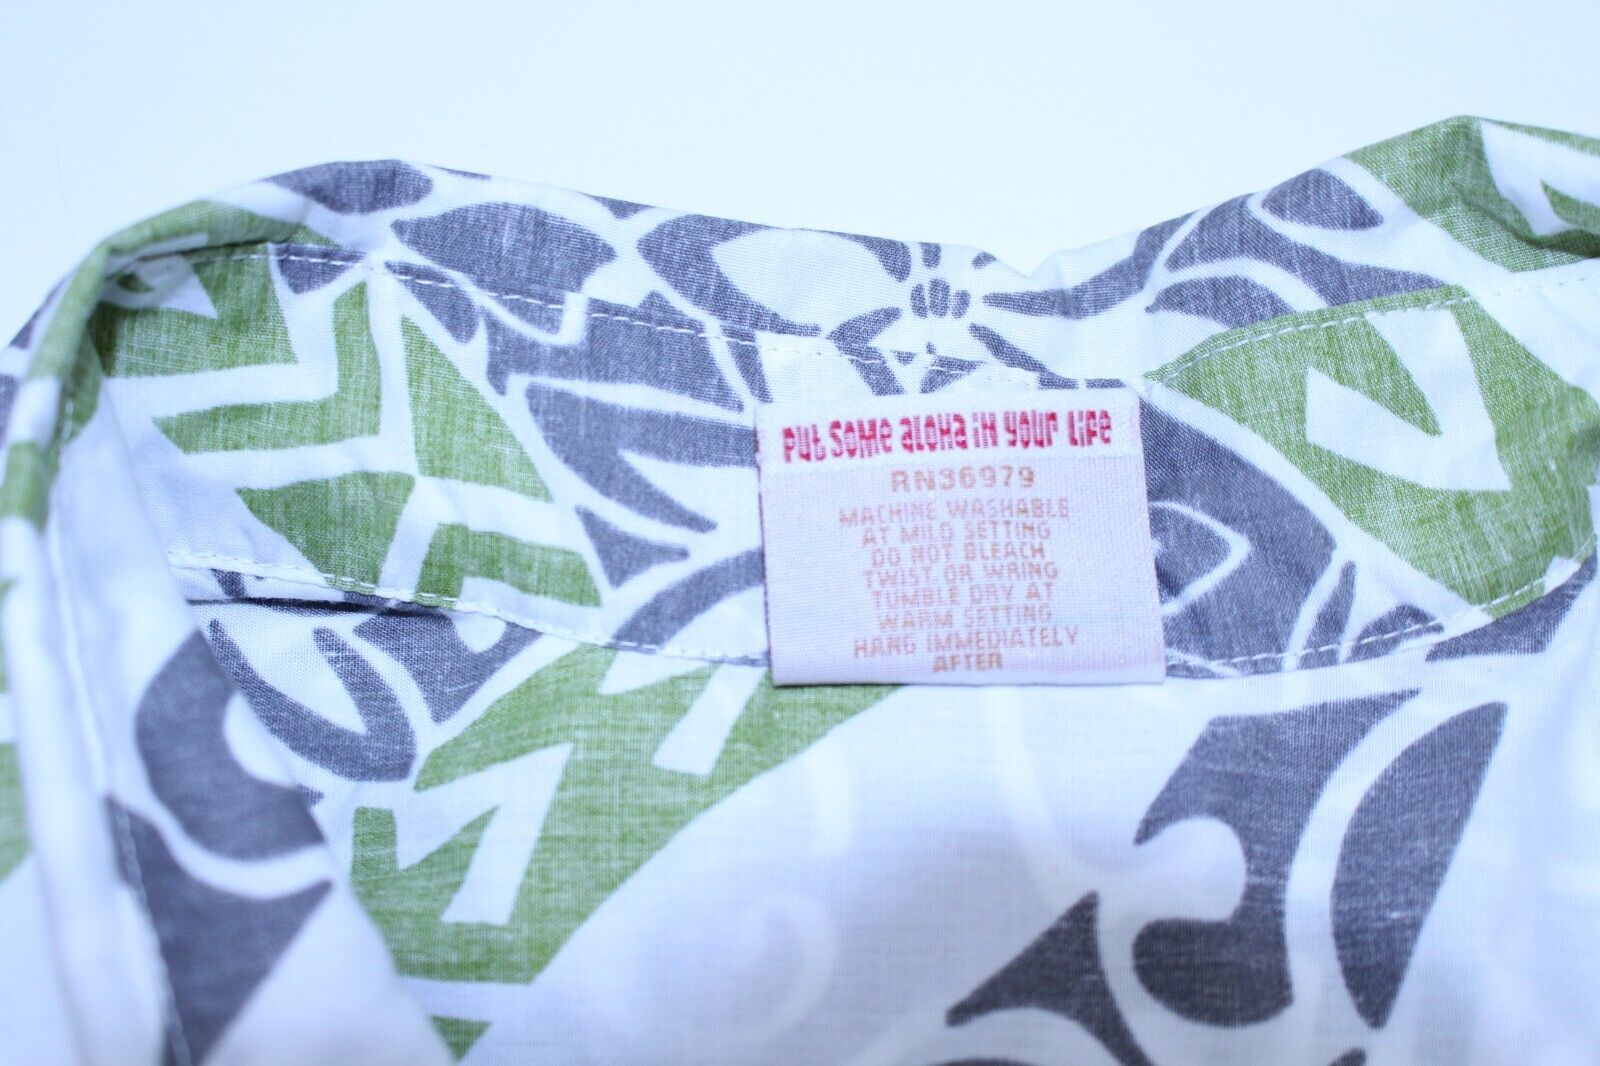 PUT SOME ALOHA IN YOUR LIFE
RN36979
MACHINE WASHABLE
AT MILD SETTING
DO NOT BLEACH
TWIST OR WRING
TUMBLE DRY AT
WARM SETTING
HANG IMMEDIATELY
AFTER